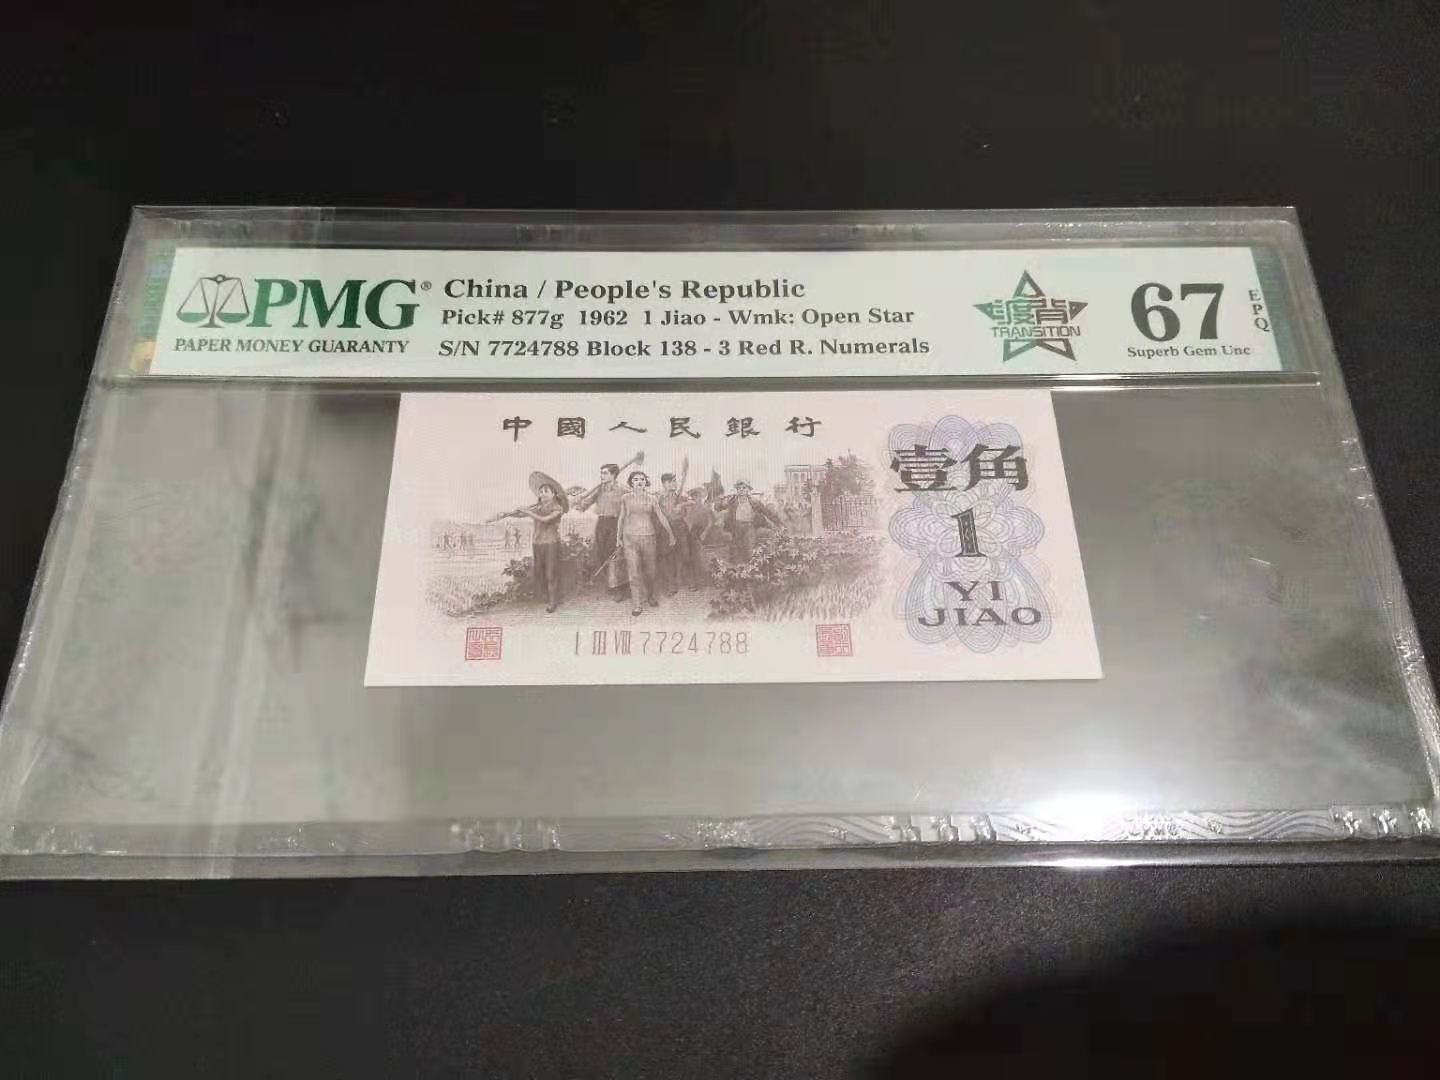 PMG®
PAPER MONEY GUARANTY
China / People's Republic
Pick# 877g 1962 1 Jiao - Wmk: Open Star
S/N 7724788 Block 138 - 3 Red R. Numerals
渡背
TRANSITION
67
EPQ
Superb Gem Unc
中國人民銀行
壹角
1
YI
JIAO
I III VIII 7724788